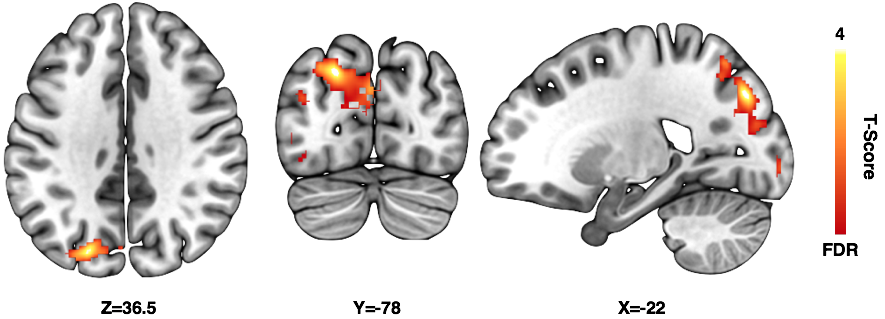 4
T-Score
FDR
Z=36.5
Y=-78
X=-22